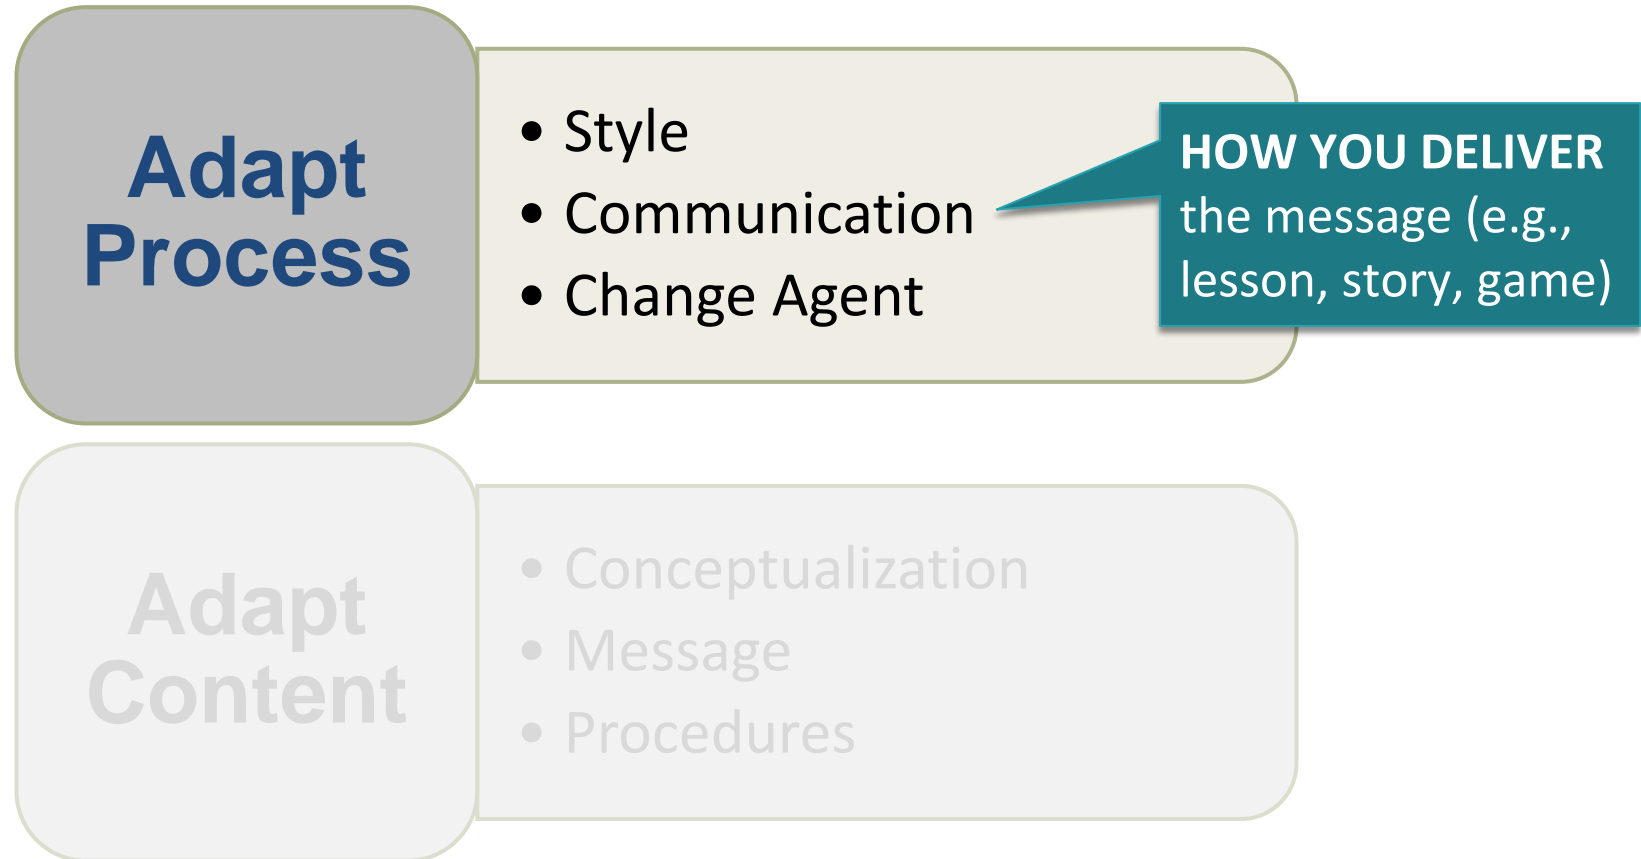 Adapt
Process
• Style
• Communication
• Change Agent
HOW YOU DELIVER
the message (e.g.,
lesson, story, game)
Adapt
Content
• Conceptualization
• Message
• Procedures